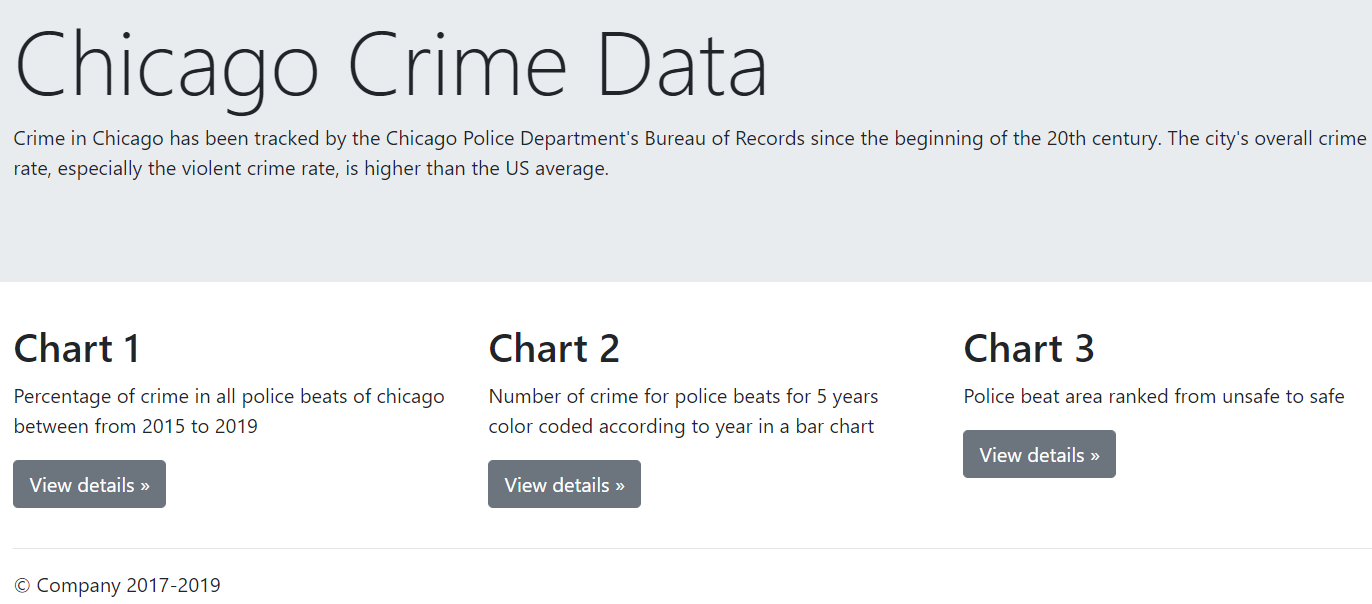 Chicago Crime Data
Crime in Chicago has been tracked by the Chicago Police Department's Bureau of Records since the beginning of the 20th century. The city's overall crime
rate, especially the violent crime rate, is higher than the US average.
Chart 1
Percentage of crime in all police beats of chicago
between from 2015 to 2019
View details »
Chart 2
Number of crime for police beats for 5 years
color coded according to year in a bar chart
View details »
Chart 3
Police beat area ranked from unsafe to safe
View details »
© Company 2017-2019